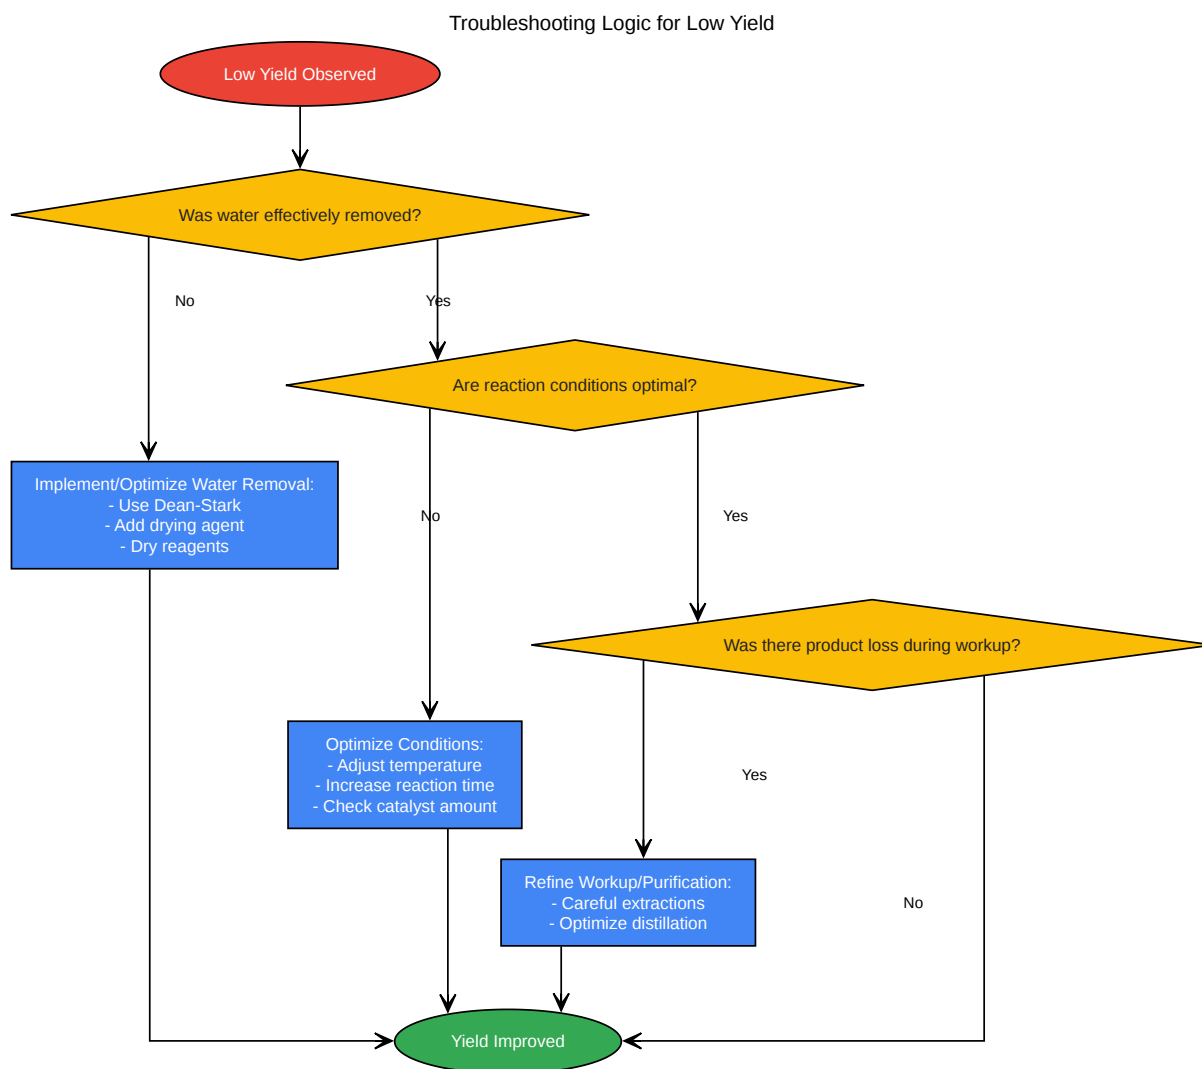 Troubleshooting Logic for Low Yield
Low Yield Observed
Was water effectively removed?
No
Yes
Are reaction conditions optimal?
Implement/Optimize Water Removal:
- Use Dean-Stark
- Add drying agent
- Dry reagents
No
Yes
Was there product loss during workup?
Optimize Conditions:
- Adjust temperature
- Increase reaction time
- Check catalyst amount
Yes
Refine Workup/Purification:
- Careful extractions
- Optimize distillation
No
Yield Improved